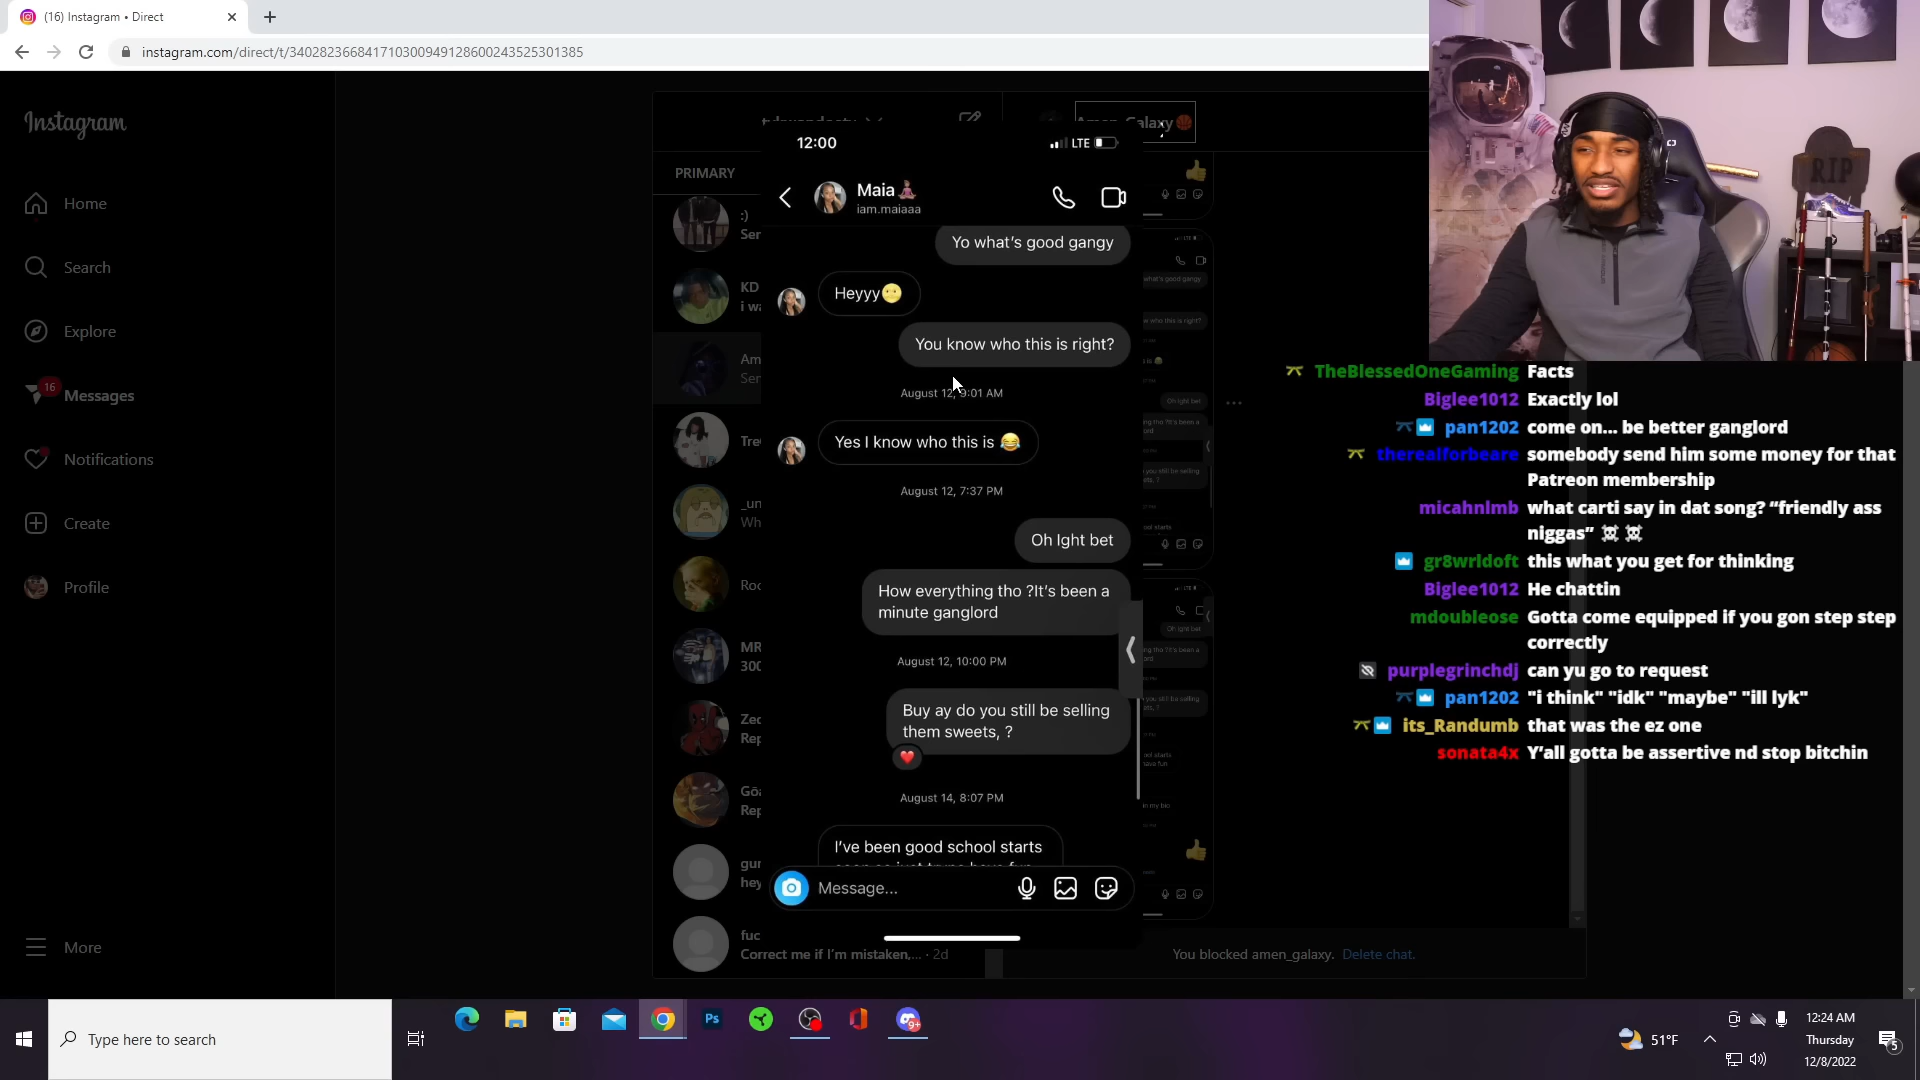 (16) Instagram • Direct
instagram.com/direct/t/340282366841710300949128600243525301385
Instagram
Home
Search
Explore
16
Messages
Notifications
Create
Profile
More
PRIMARY
:)
Ser
KD
i wa
Am
Sen
Tre
_un
Wh
Roc
MR
300
Zec
Rep
Göa
Rep
gur
hey
fuc
Correct me if I'm mistaken,... · 2d
Amen_Galaxy
12:00
LTE
Maia
iam.maiaaa
Yo what's good gangy
Heyyy
You know who this is right?
August 12, 9:01 AM
Yes I know who this is 😂
August 12, 7:37 PM
Oh Ight bet
How everything tho ?It's been a
minute ganglord
August 12, 10:00 PM
Buy ay do you still be selling
them sweets, ?
August 14, 8:07 PM
I've been good school starts
Message...
You blocked amen_galaxy. Delete chat.
RIP
TheBlessedOneGaming Facts
Biglee1012 Exactly lol
pan1202 come on... be better ganglord
therealforbeare somebody send him some money for that
Patreon membership
micahnlmb what carti say in dat song? “friendly ass
niggas” ☠ ☠
gr8wrldoft this what you get for thinking
Biglee1012 He chattin
mdoubleose Gotta come equipped if you gon step step
correctly
purplegrinchdj can yu go to request
pan1202 "i think" "idk" "maybe" "ill lyk"
its_Randumb that was the ez one
sonata4x Y'all gotta be assertive nd stop bitchin
Type here to search
Ps
9+
51°F
12:24 AM
Thursday
12/8/2022
5